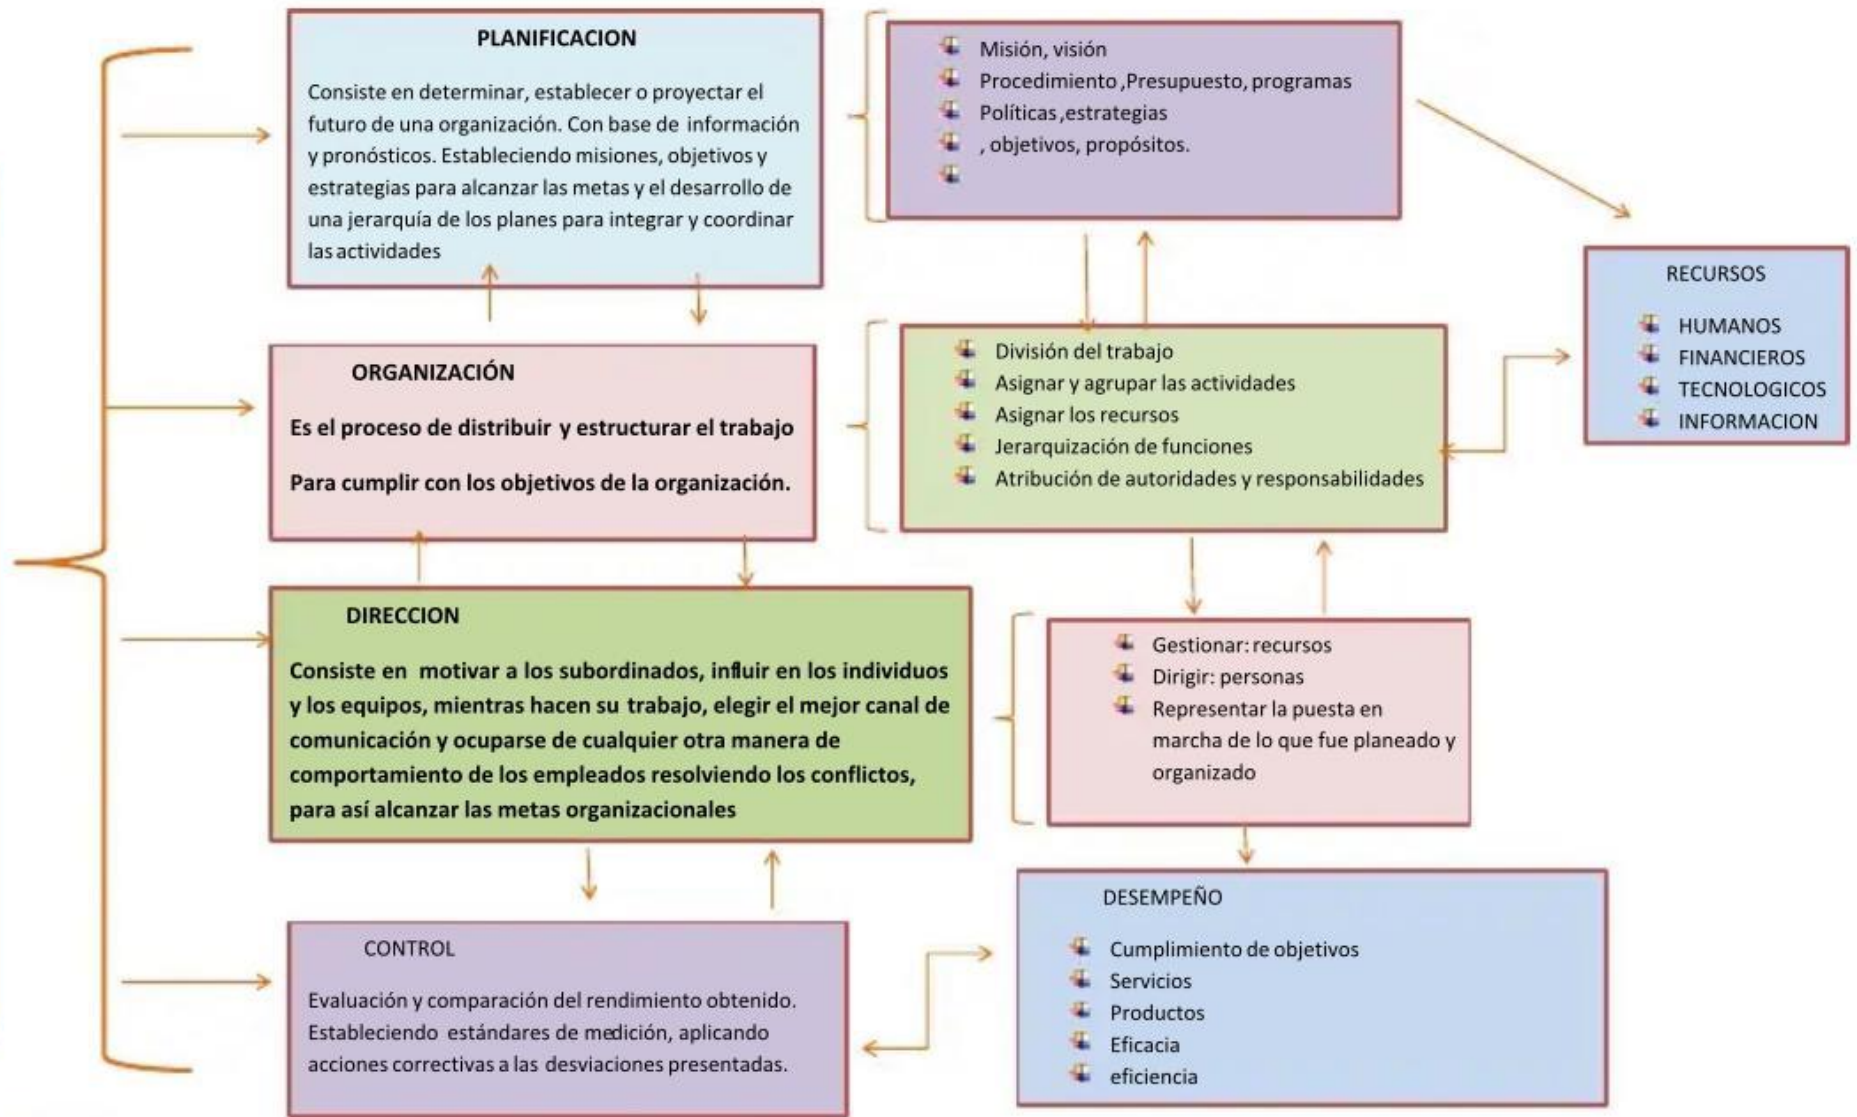 PLANIFICACION
Consiste en determinar, establecer o proyectar el
futuro de una organización. Con base de información
y pronósticos. Estableciendo misiones, objetivos y
estrategias para alcanzar las metas y el desarrollo de
una jerarquía de los planes para integrar y coordinar
las actividades
Misión, visión
Procedimiento ,Presupuesto, programas
Políticas ,estrategias
, objetivos, propósitos.
RECURSOS
HUMANOS
FINANCIEROS
TECNOLOGICOS
INFORMACION
ORGANIZACIÓN
Es el proceso de distribuir y estructurar el trabajo
Para cumplir con los objetivos de la organización.
División del trabajo
Asignar y agrupar las actividades
Asignar los recursos
Jerarquización de funciones
Atribución de autoridades y responsabilidades
DIRECCION
Consiste en motivar a los subordinados, influir en los individuos
y los equipos, mientras hacen su trabajo, elegir el mejor canal de
comunicación y ocuparse de cualquier otra manera de
comportamiento de los empleados resolviendo los conflictos,
para así alcanzar las metas organizacionales
Gestionar: recursos
Dirigir: personas
Representar la puesta en
marcha de lo que fue planeado y
organizado
CONTROL
Evaluación y comparación del rendimiento obtenido.
Estableciendo estándares de medición, aplicando
acciones correctivas a las desviaciones presentadas.
DESEMPEÑO
Cumplimiento de objetivos
Servicios
Productos
Eficacia
eficiencia